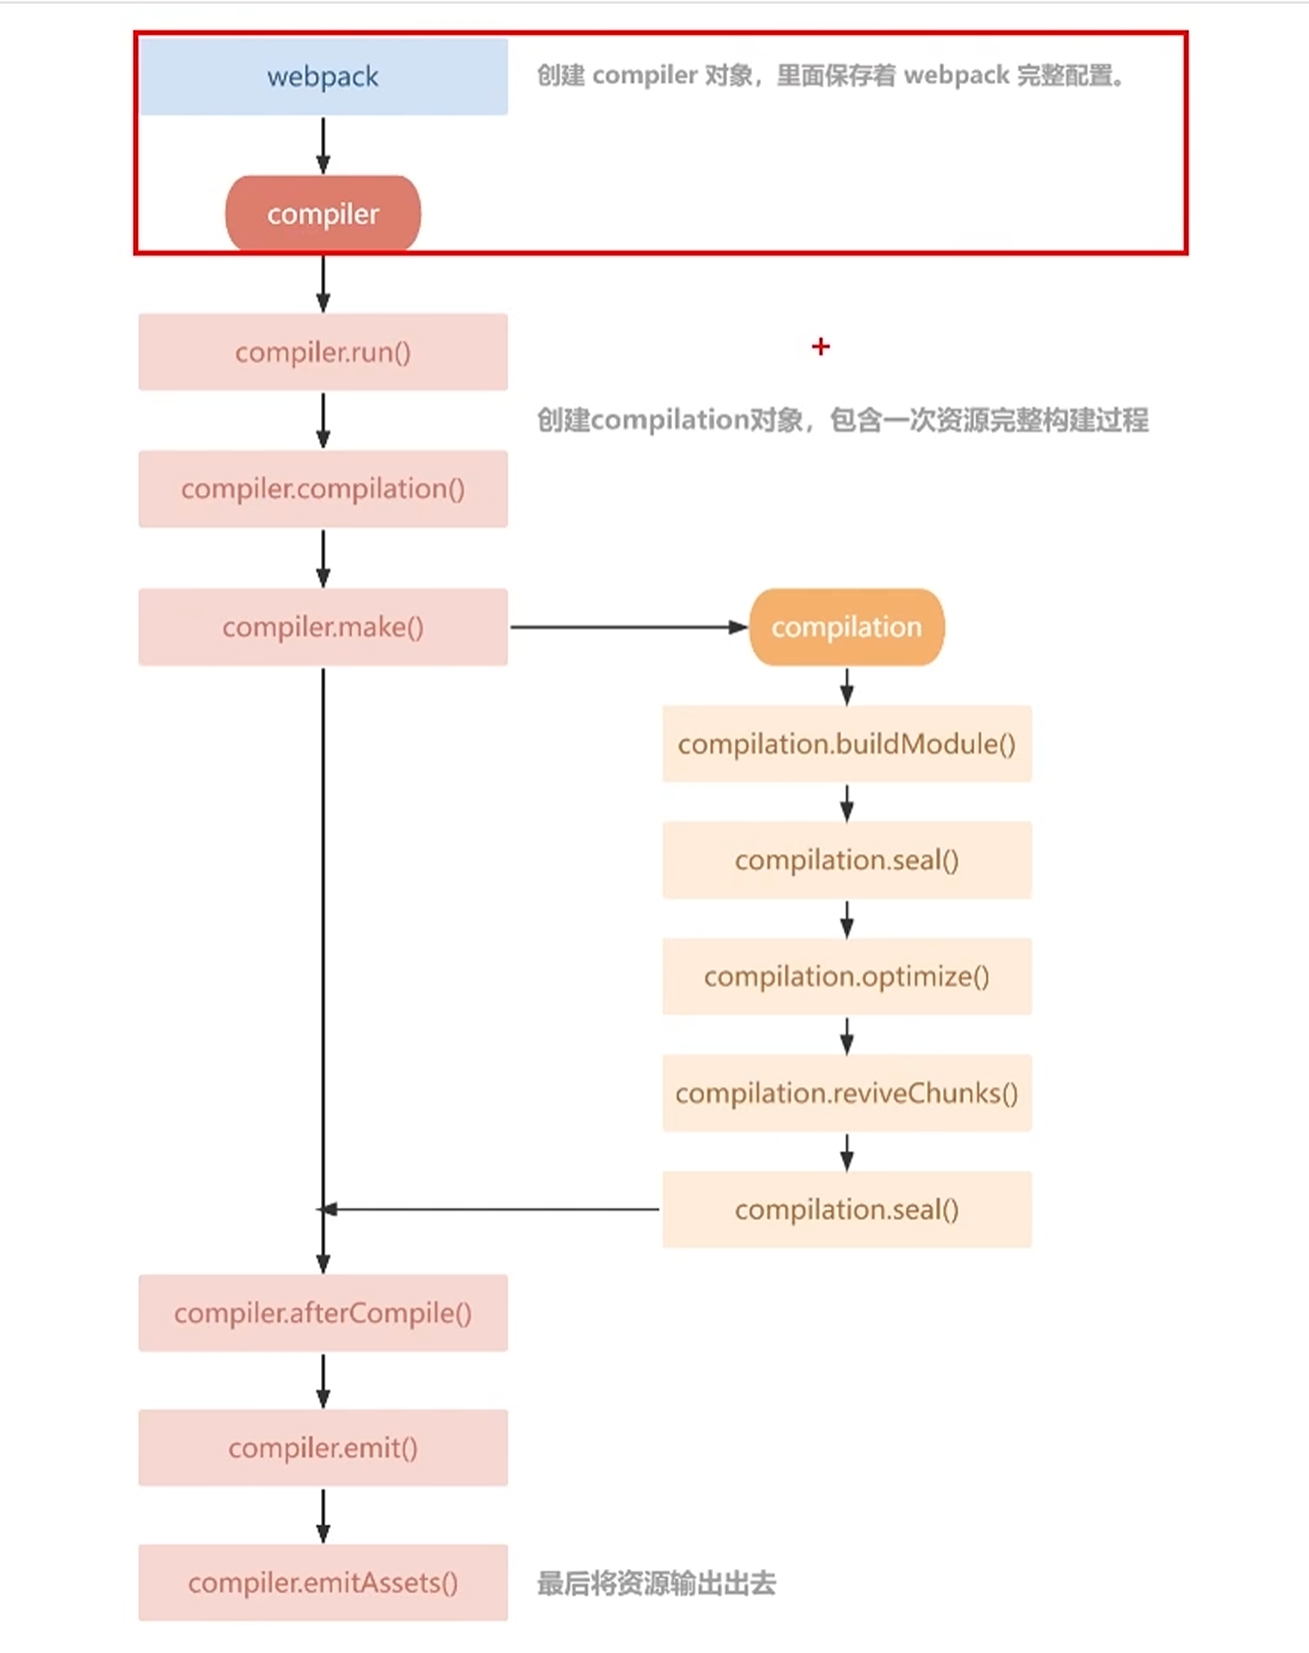 webpack
创建 compiler 对象，里面保存着 webpack 完整配置。
compiler
compiler.run()
创建compilation对象，包含一次资源完整构建过程
compiler.compilation()
compiler.make()
compilation
compilation.buildModule()
compilation.seal()
compilation.optimize()
compilation.reviveChunks()
compilation.seal()
compiler.afterCompile()
compiler.emit()
compiler.emitAssets()
最后将资源输出出去